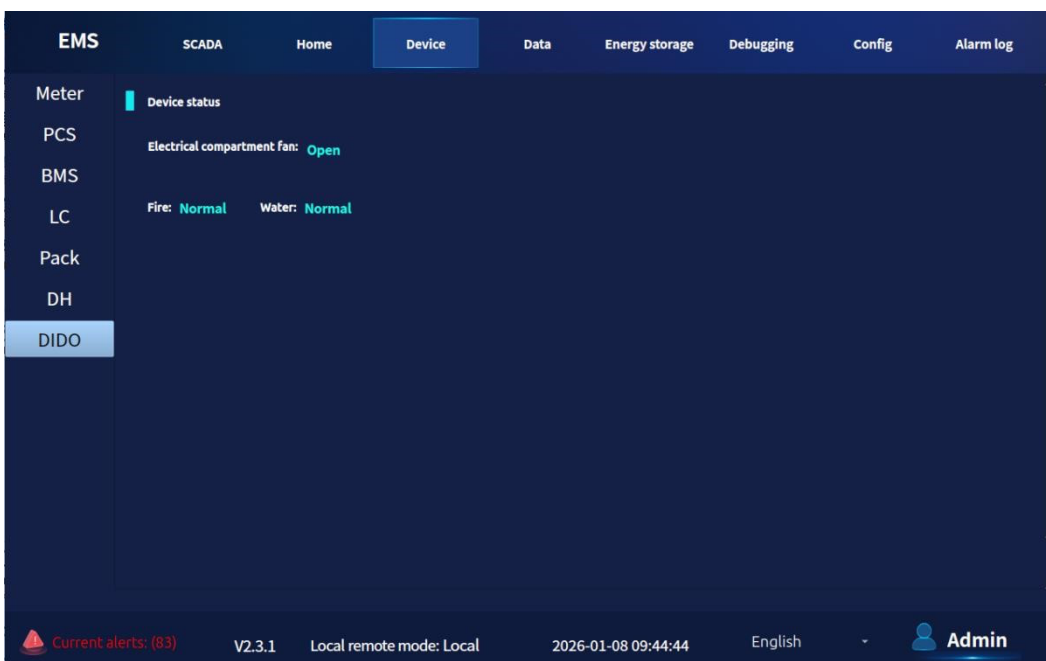 EMS SCADA Home Device Data Energy storage Debugging Config Alarm log
Meter
Device status
PCS
Electrical compartment fan: Open
BMS
LC
Fire: Normal Water: Normal
Pack
DH
DIDO
Current alerts: (83) V2.3.1 Local remote mode: Local 2026-01-08 09:44:44 English Admin